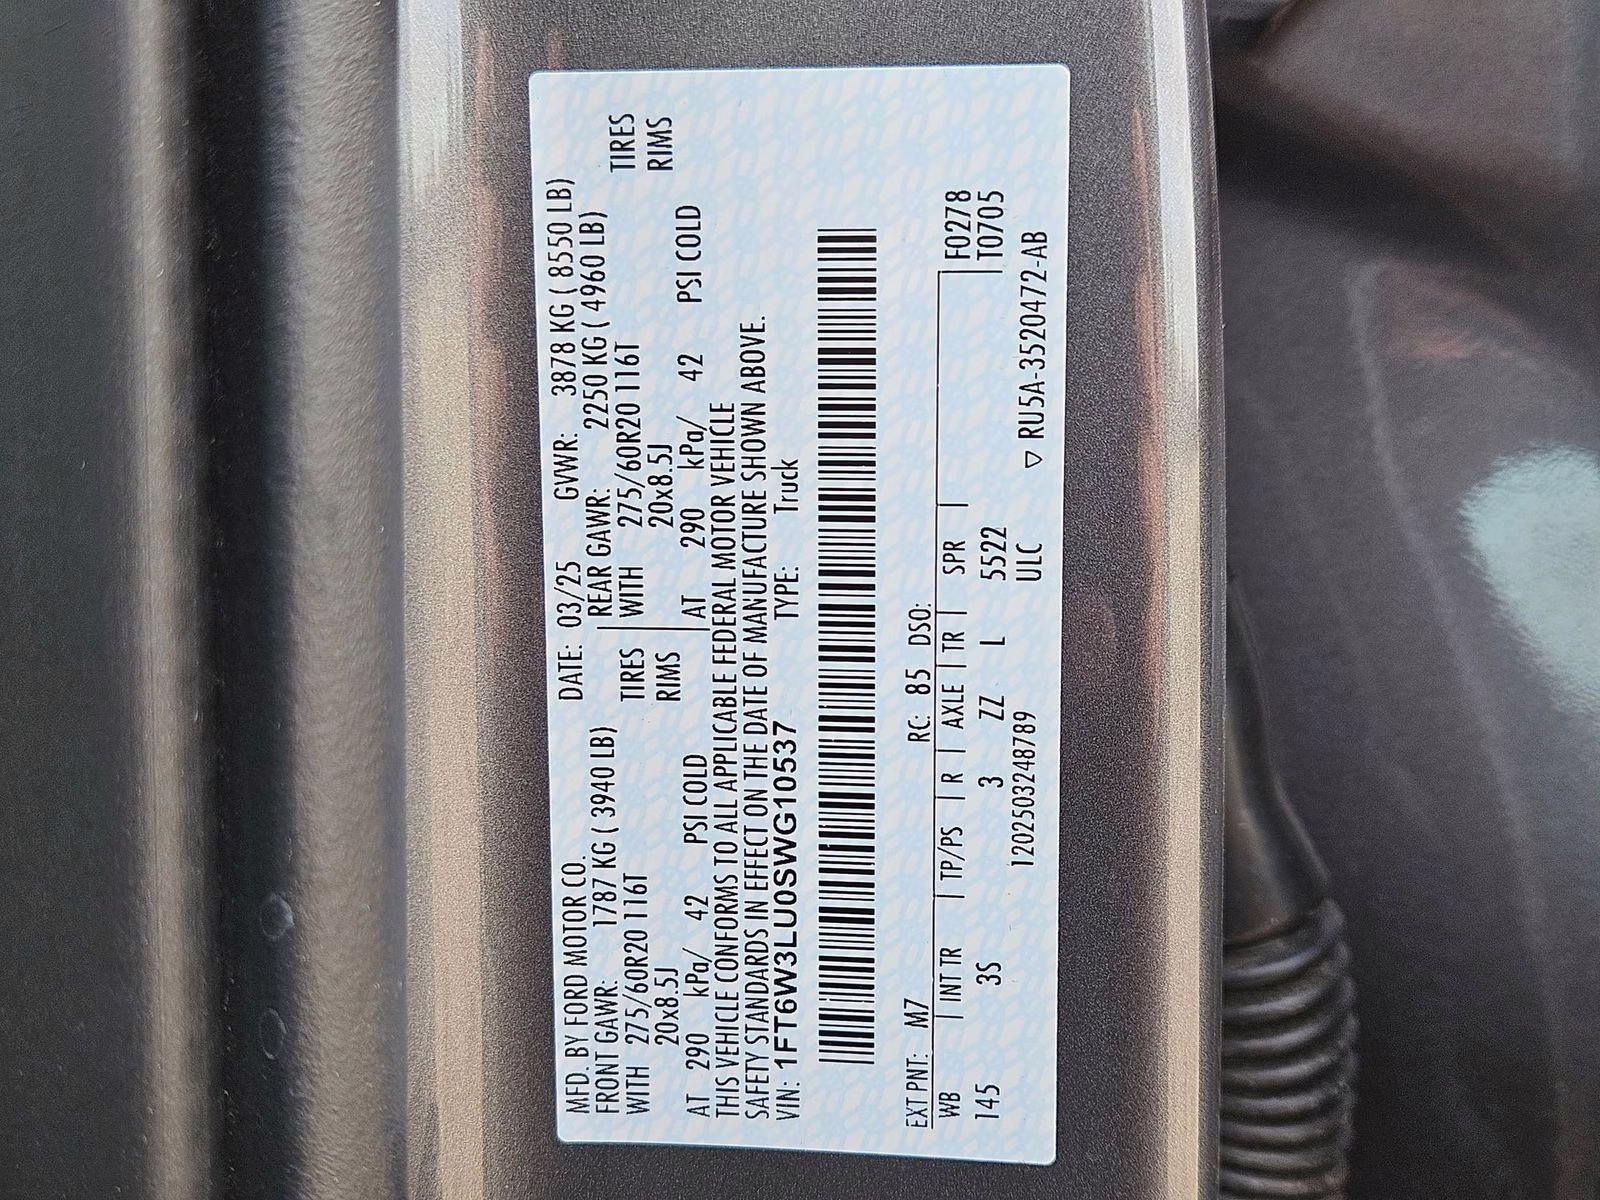 MFD. BY FORD MOTOR CO.
DATE: 03/25 GVWR: 3878 KG ( 8550 LB)
FRONT GAWR: 1787 KG ( 3940 LB) REAR GAWR: 2250 KG ( 4960 LB)
WITH 275/60R20 116T TIRES WITH 275/60R20 116T TIRES
20x8.5J RIMS 20x8.5J RIMS
AT 290 kPa/ 42 PSI COLD AT 290 kPa/ 42 PSI COLD
THIS VEHICLE CONFORMS TO ALL APPLICABLE FEDERAL MOTOR VEHICLE
SAFETY STANDARDS IN EFFECT ON THE DATE OF MANUFACTURE SHOWN ABOVE.
VIN: 1FT6W3LU0SWG10537 TYPE: Truck
EXT PNT: M7 RC: 85 DSO:
WB | INT TR | TP/PS | R | AXLE | TR | SPR | F0278
145 3S 3 ZZ L 5522 T0705
1202503248789 ULC ▽ RU5A-3520472-AB